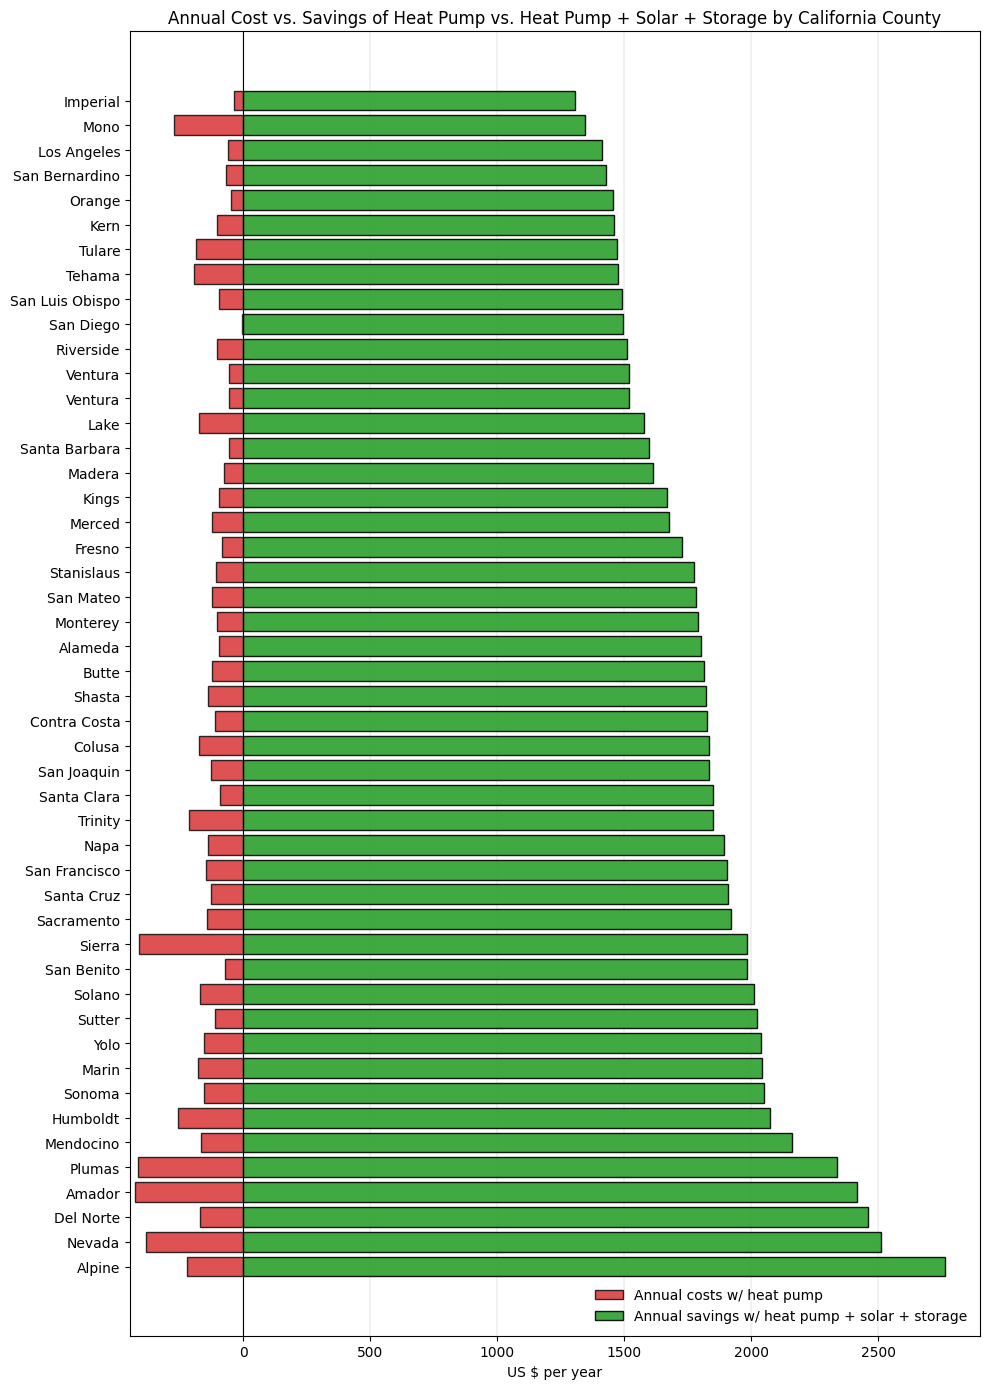 Annual Cost vs. Savings of Heat Pump vs. Heat Pump + Solar + Storage by California County
Imperial
Mono
Los Angeles
San Bernardino
Orange
Kern
Tulare
Tehama
San Luis Obispo
San Diego
Riverside
Ventura
Ventura
Lake
Santa Barbara
Madera
Kings
Merced
Fresno
Stanislaus
San Mateo
Monterey
Alameda
Butte
Shasta
Contra Costa
Colusa
San Joaquin
Santa Clara
Trinity
Napa
San Francisco
Santa Cruz
Sacramento
Sierra
San Benito
Solano
Sutter
Yolo
Marin
Sonoma
Humboldt
Mendocino
Plumas
Amador
Del Norte
Nevada
Alpine
Annual costs w/ heat pump
Annual savings w/ heat pump + solar + storage
0 500 1000 1500 2000 2500
US $ per year